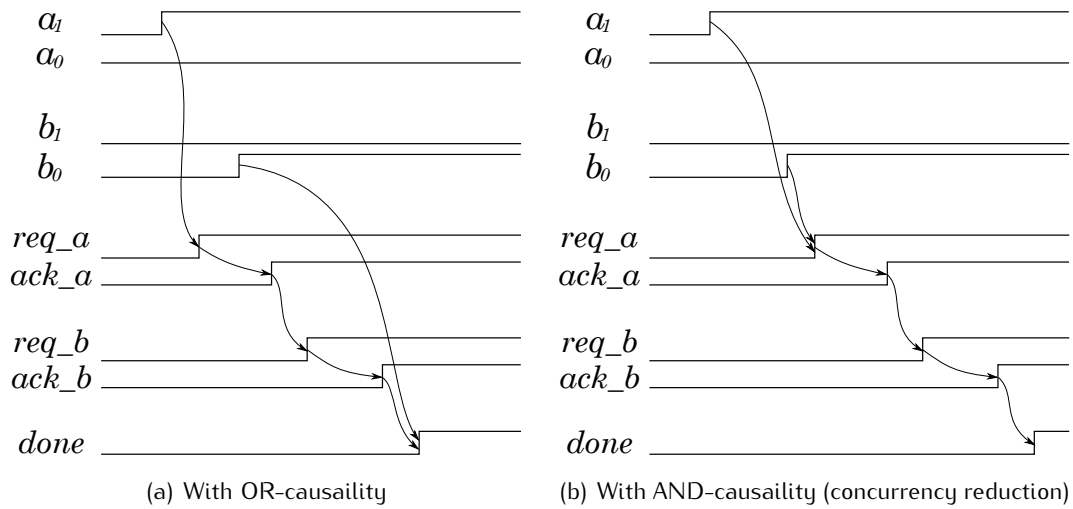 a₁
a₀
b₁
b₀
req_a
ack_a
req_b
ack_b
done
(a) With OR-causaility
a₁
a₀
b₁
b₀
req_a
ack_a
req_b
ack_b
done
(b) With AND-causaility (concurrency reduction)